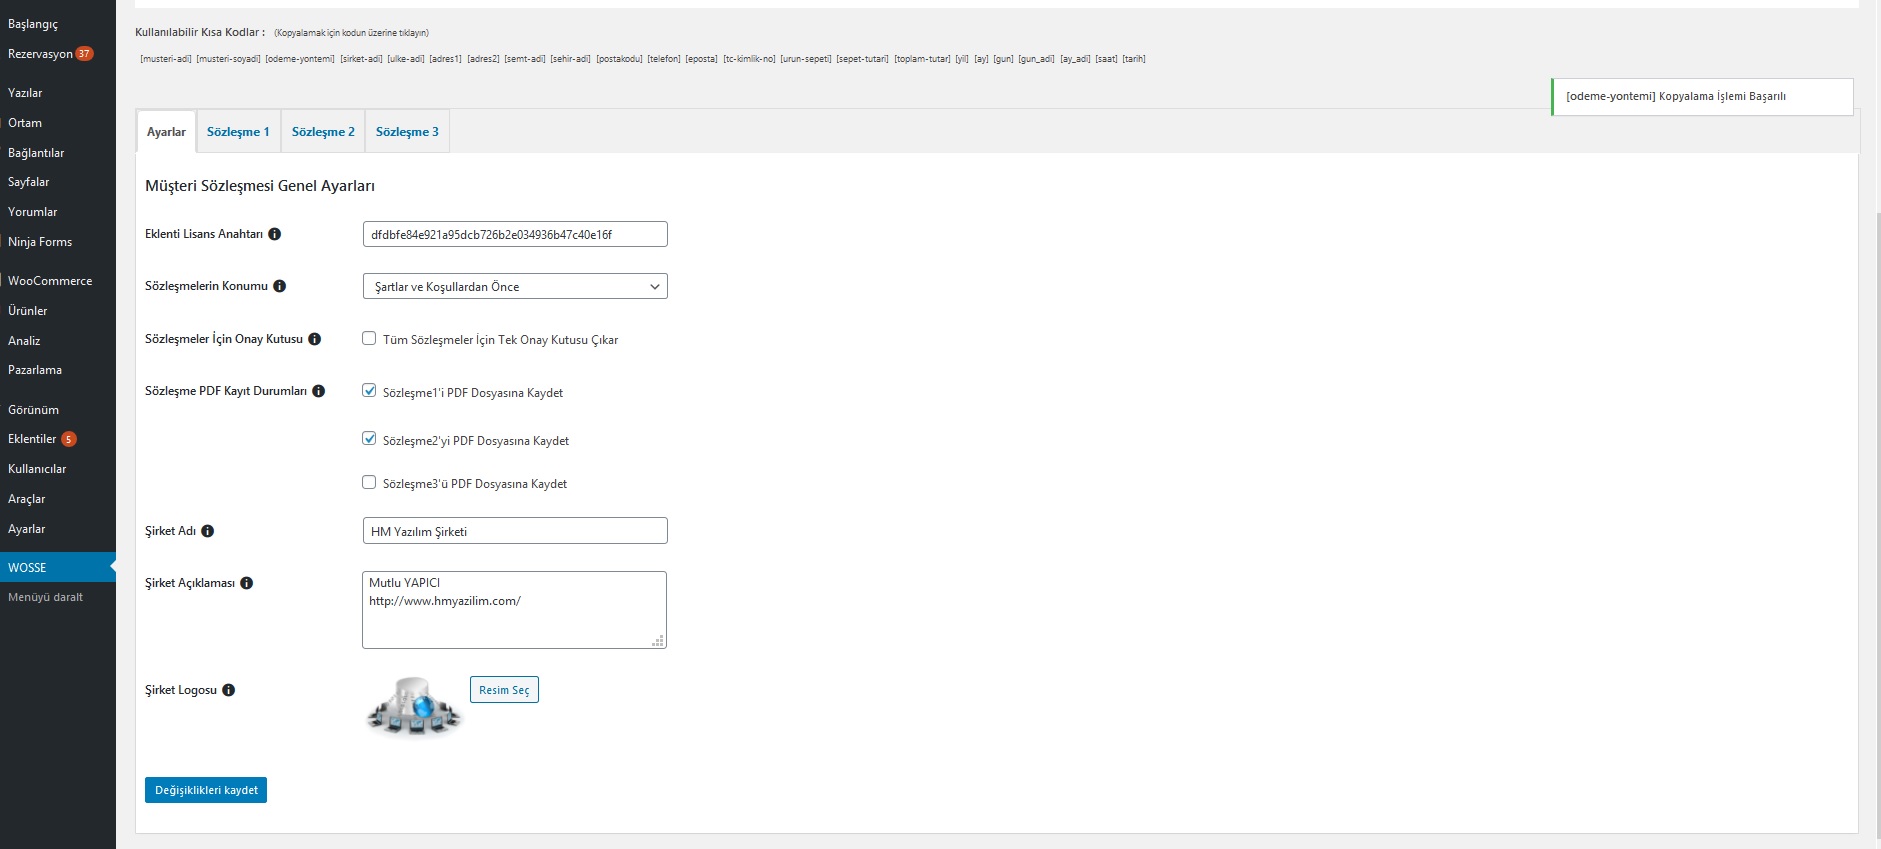 Başlangıç
Rezervasyon 37
Yazılar
Ortam
Bağlantılar
Sayfalar
Yorumlar
Ninja Forms
WooCommerce
Ürünler
Analiz
Pazarlama
Görünüm
Eklentiler 5
Kullanıcılar
Araçlar
Ayarlar
WOSSE
Menüyü daralt
Kullanılabilir Kısa Kodlar : (Kopyalamak için kodun üzerine tıklayın)
[musteri-adi] [musteri-soyadi] [odeme-yontemi] [sirket-adi] [ulke-adi] [adres1] [adres2] [semt-adi] [sehir-adi] [postakodu] [telefon] [eposta] [tc-kimlik-no] [urun-sepeti] [sepet-tutari] [toplam-tutar] [yil] [ay] [gun] [gun_adi] [ay_adi] [saat] [tarih]
[odeme-yontemi] Kopyalama İşlemi Başarılı
Ayarlar Sözleşme 1 Sözleşme 2 Sözleşme 3
Müşteri Sözleşmesi Genel Ayarları
Eklenti Lisans Anahtarı dfdbfe84e921a95dcb726b2e034936b47c40e16f
Sözleşmelerin Konumu Şartlar ve Koşullardan Önce
Sözleşmeler İçin Onay Kutusu Tüm Sözleşmeler İçin Tek Onay Kutusu Çıkar
Sözleşme PDF Kayıt Durumları Sözleşme1'i PDF Dosyasına Kaydet
Sözleşme2'yi PDF Dosyasına Kaydet
Sözleşme3'ü PDF Dosyasına Kaydet
Şirket Adı HM Yazılım Şirketi
Şirket Açıklaması Mutlu YAPICI
http://www.hmyazilim.com/
Şirket Logosu Resim Seç
Değişiklikleri kaydet